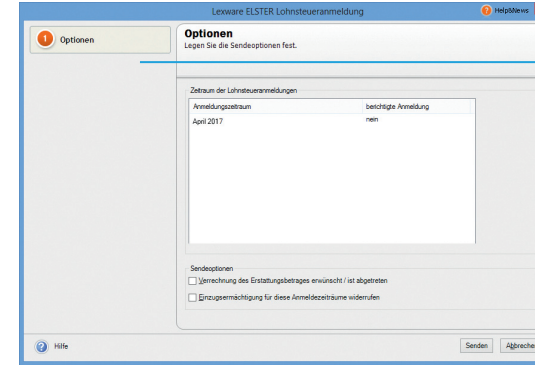 Lexware ELSTER Lohnsteueranmeldung
? Help&News
1 Optionen
Optionen
Legen Sie die Sendeoptionen fest.
Zeitraum der Lohnsteueranmeldungen
Anmeldungszeitraum berichtigte Anmeldung
April 2017 nein
Sendeoptionen
Verrechnung des Erstattungsbetrages erwünscht / ist abgetreten
Einzugsermächtigung für diese Anmeldezeiträume widerrufen
? Hilfe
Senden Abbreche